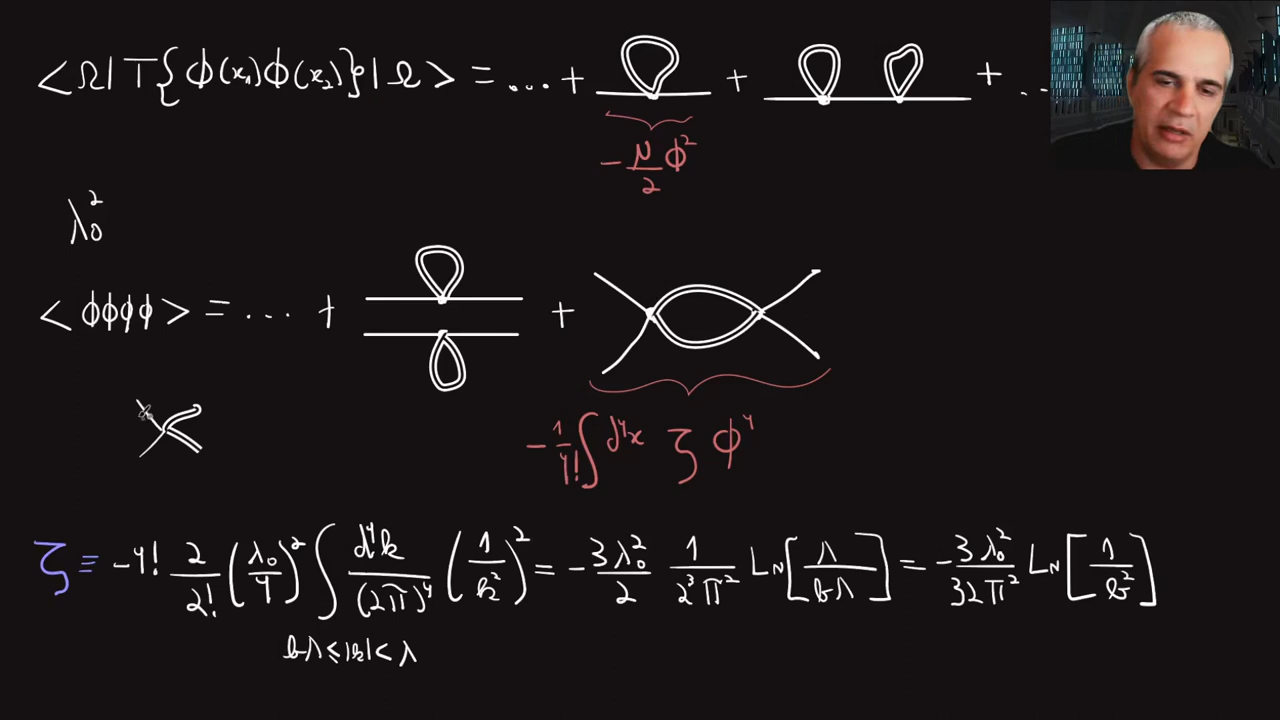 <Ω|T{ϕ(x₁)ϕ(x₂)}|Ω> = ... + + + ...
- μ/2 ϕ²
λ₀²
<ϕϕϕϕ> = ... + +
- 1/4! ∫ d⁴x ζ ϕ⁴
ζ ≡ -4! 2/2! (λ₀/4)² ∫ d⁴k/(2π)⁴ (1/k²)² = - 3λ₀²/2 1/2³π² LN[Λ/bΛ] = - 3λ₀²/32π² LN[1/b²]
bΛ≤|k|<Λ